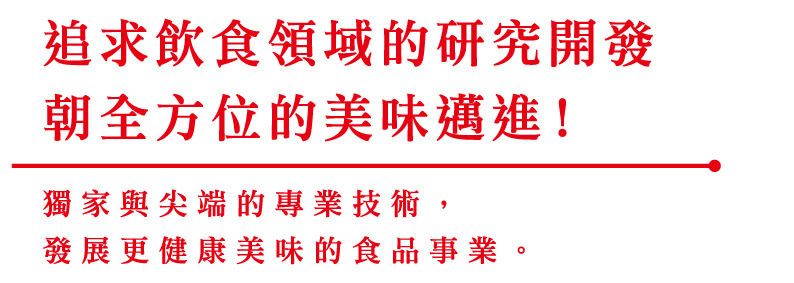 追求飲食領域的研究開發
朝全方位的美味邁進!
獨家與尖端的專業技術，
發展更健康美味的食品事業。